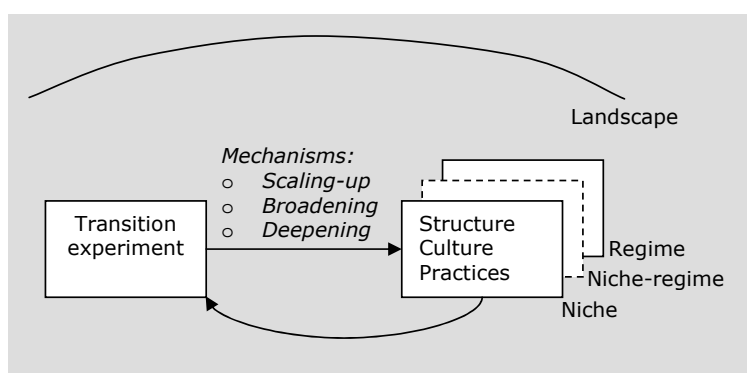 Landscape
Mechanisms:
o Scaling-up
o Broadening
o Deepening
Transition
experiment
Structure
Culture
Practices
Regime
Niche-regime
Niche